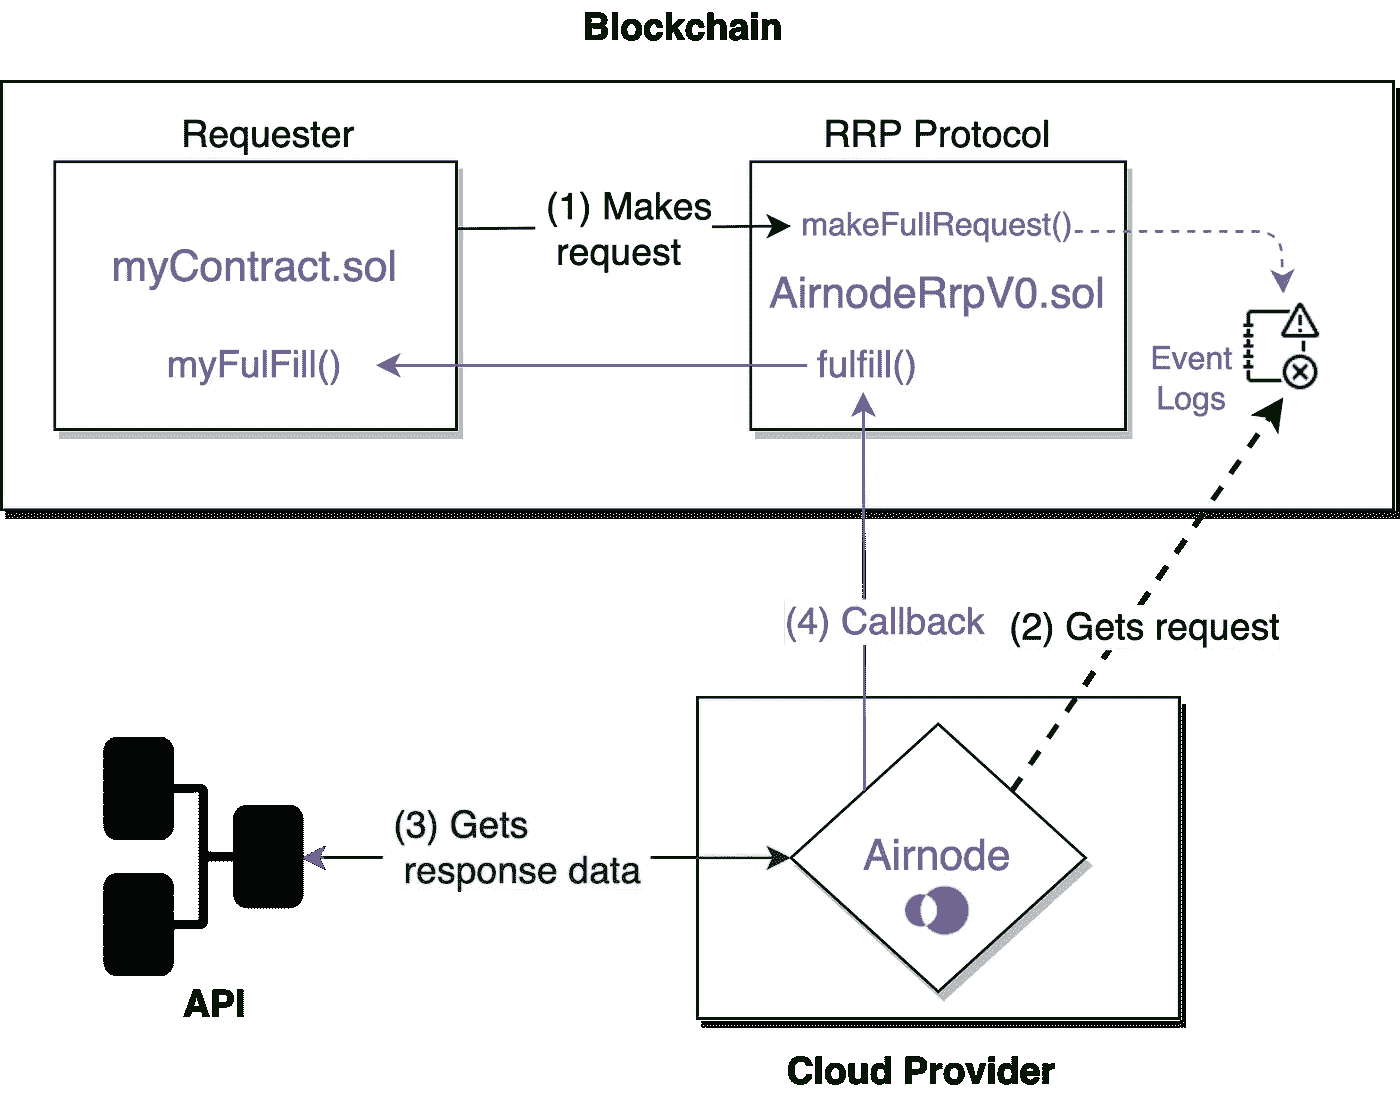 Blockchain
Requester
RRP Protocol
(1) Makes
request
makeFullRequest()
myContract.sol
AirnodeRrpV0.sol
myFulFill()
fulfill()
Event
Logs
(4) Callback
(2) Gets request
(3) Gets
response data
Airnode
API
Cloud Provider